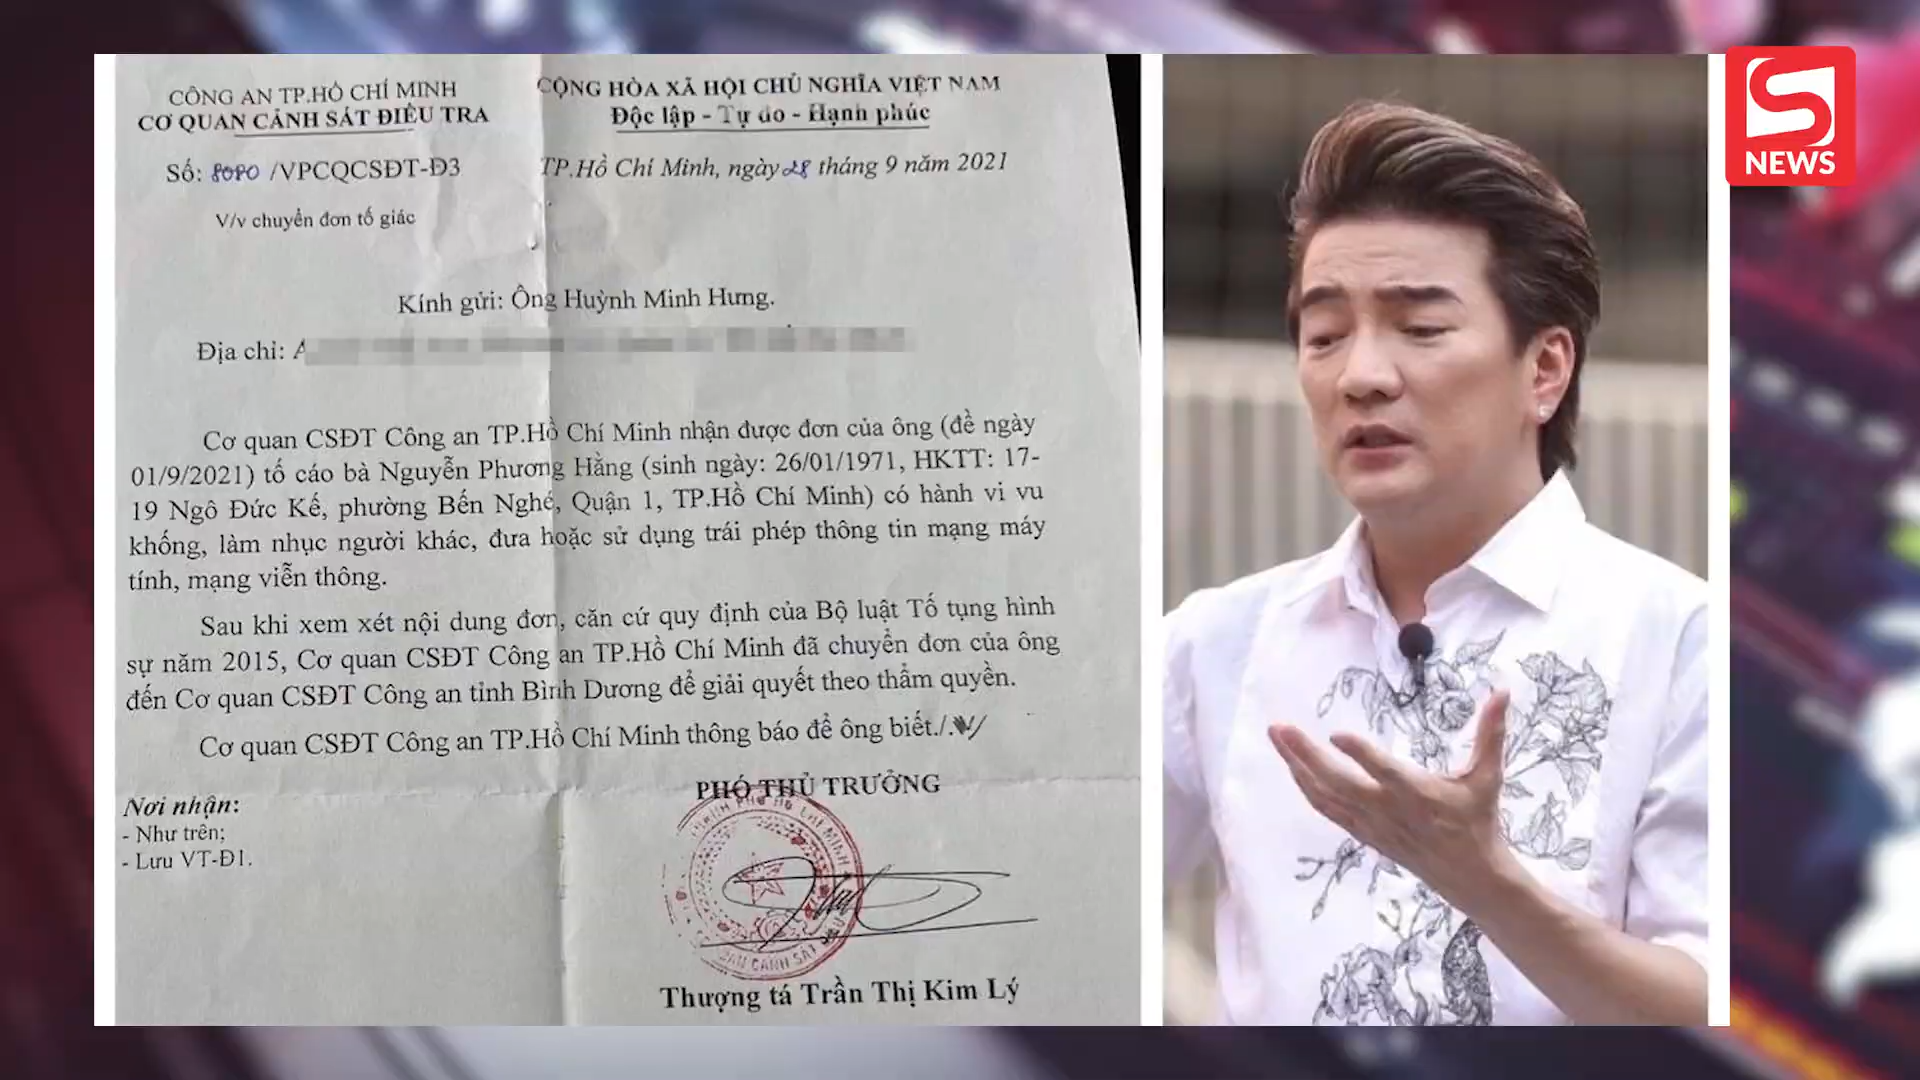 CÔNG AN TP.HỒ CHÍ MINH
CƠ QUAN CẢNH SÁT ĐIỀU TRA
CỘNG HÒA XÃ HỘI CHỦ NGHĨA VIỆT NAM
Độc lập - Tự do - Hạnh phúc
Số: 8080 /VPCQCSĐT-Đ3
TP.Hồ Chí Minh, ngày 28 tháng 9 năm 2021
V/v chuyển đơn tố giác
Kính gửi: Ông Huỳnh Minh Hưng.
Địa chỉ:
Cơ quan CSĐT Công an TP.Hồ Chí Minh nhận được đơn của ông (đề ngày
01/9/2021) tố cáo bà Nguyễn Phương Hằng (sinh ngày: 26/01/1971, HKTT: 17-
19 Ngô Đức Kế, phường Bến Nghé, Quận 1, TP.Hồ Chí Minh) có hành vi vu
khống, làm nhục người khác, đưa hoặc sử dụng trái phép thông tin mạng máy
tính, mạng viễn thông.
Sau khi xem xét nội dung đơn, căn cứ quy định của Bộ luật Tố tụng hình
sự năm 2015, Cơ quan CSĐT Công an TP.Hồ Chí Minh đã chuyển đơn của ông
đến Cơ quan CSĐT Công an tỉnh Bình Dương để giải quyết theo thẩm quyền.
Cơ quan CSĐT Công an TP.Hồ Chí Minh thông báo để ông biết./.
PHÓ THỦ TRƯỞNG
Nơi nhận:
- Như trên;
- Lưu VT-Đ1.
Thượng tá Trần Thị Kim Lý
S
NEWS